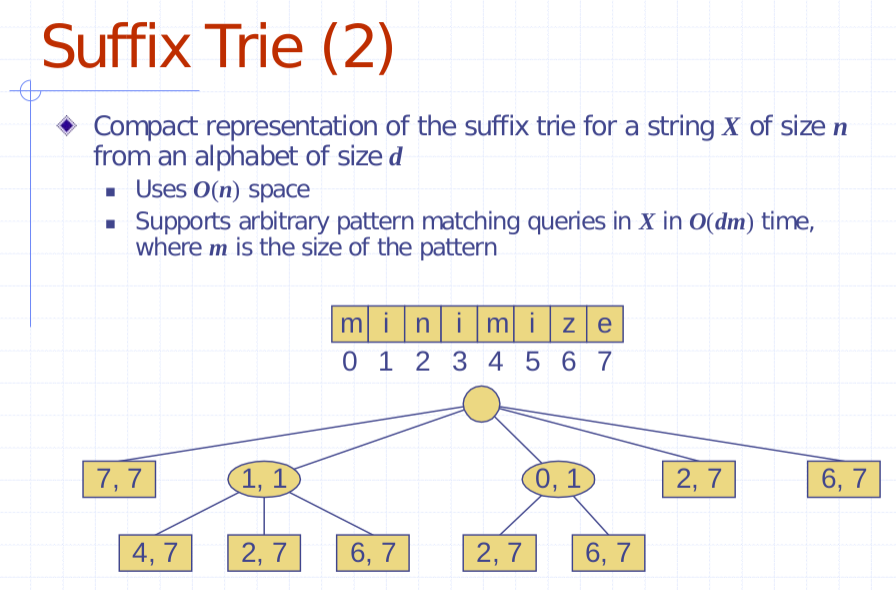 Suffix Trie (2)
Compact representation of the suffix trie for a string X of size n
from an alphabet of size d
Uses O(n) space
Supports arbitrary pattern matching queries in X in O(dm) time,
where m is the size of the pattern
m i n i m i z e
0 1 2 3 4 5 6 7
7, 7 1, 1 0, 1 2, 7 6, 7
4, 7 2, 7 6, 7 2, 7 6, 7